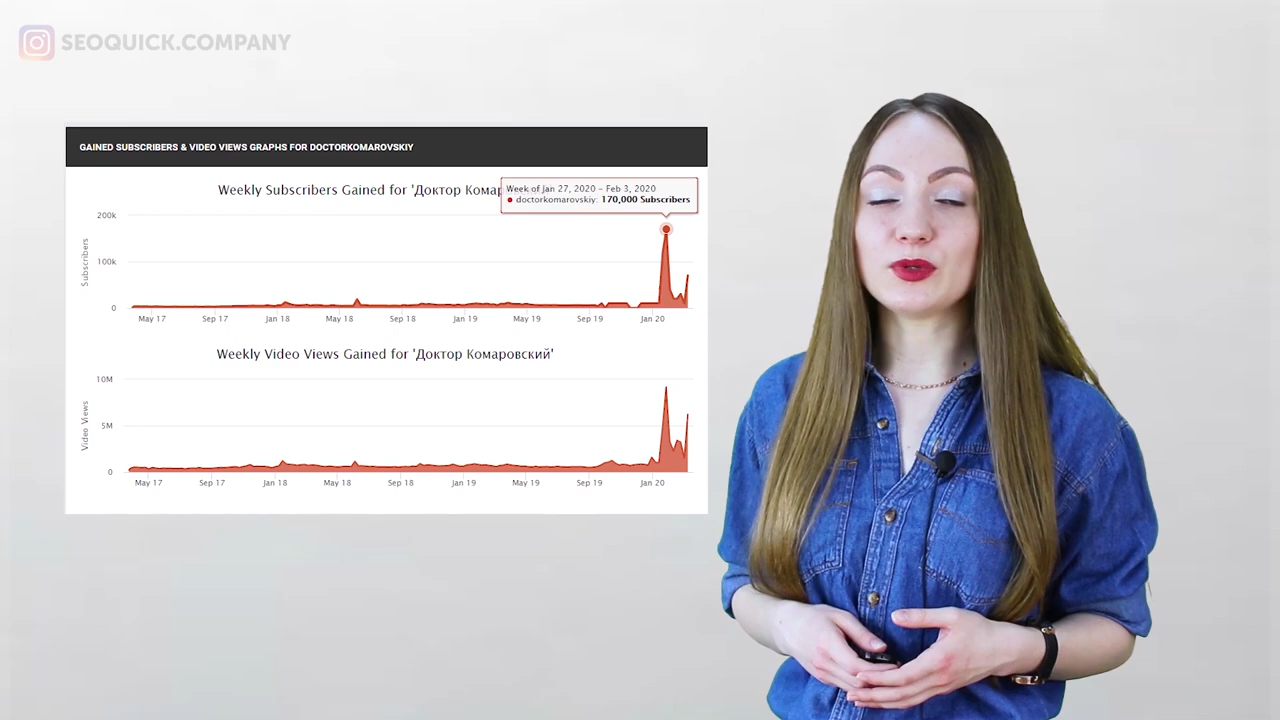 SEOQUICK.COMPANY
GAINED SUBSCRIBERS & VIDEO VIEWS GRAPHS FOR DOCTORKOMAROVSKIY
Weekly Subscribers Gained for 'Доктор Комар
Week of Jan 27, 2020 – Feb 3, 2020
doctorkomarovskiy: 170,000 Subscribers
200k
100k
0
Subscribers
May 17 Sep 17 Jan 18 May 18 Sep 18 Jan 19 May 19 Sep 19 Jan 20
Weekly Video Views Gained for 'Доктор Комаровский'
10M
5M
0
Video Views
May 17 Sep 17 Jan 18 May 18 Sep 18 Jan 19 May 19 Sep 19 Jan 20